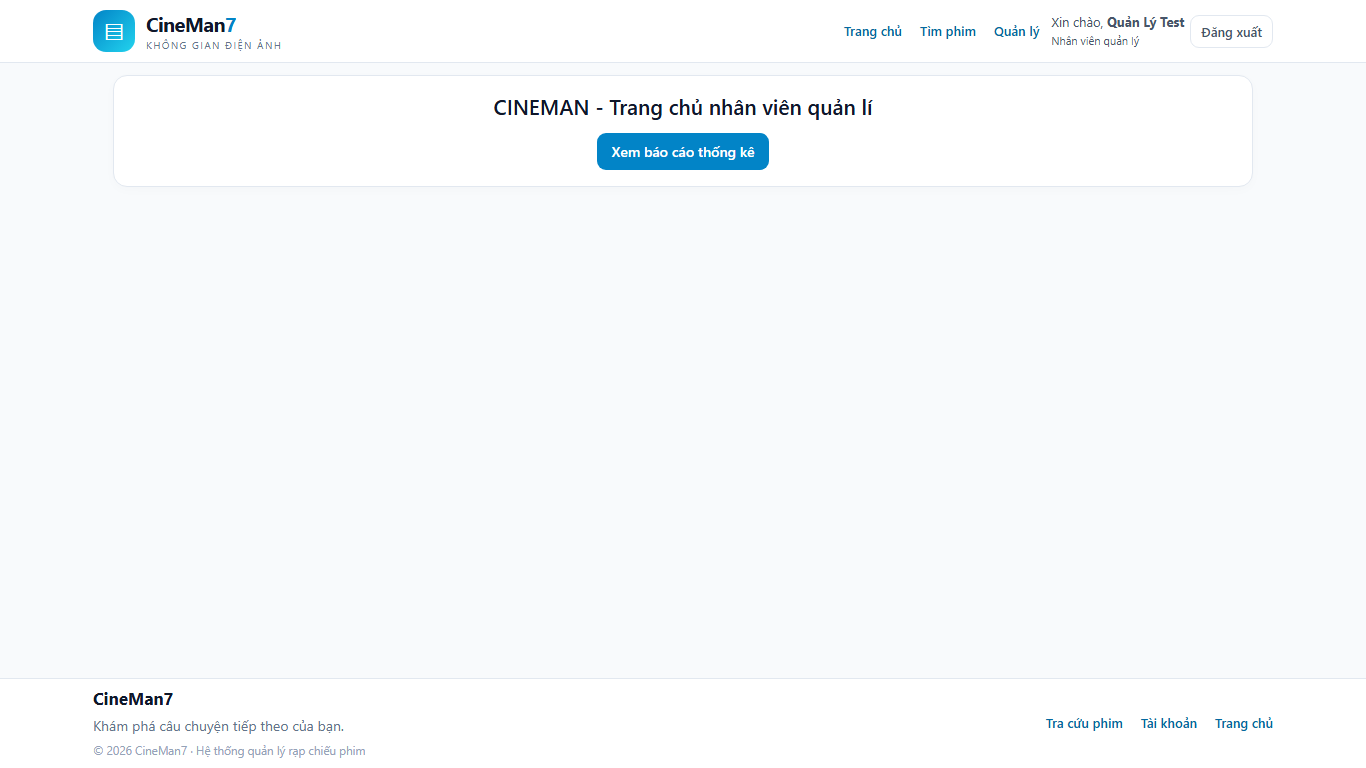 CineMan7
KHÔNG GIAN ĐIỆN ẢNH
Trang chủ
Tìm phim
Quản lý
Xin chào, Quản Lý Test
Nhân viên quản lý
Đăng xuất
CINEMAN - Trang chủ nhân viên quản lí
Xem báo cáo thống kê
CineMan7
Khám phá câu chuyện tiếp theo của bạn.
© 2026 CineMan7 · Hệ thống quản lý rạp chiếu phim
Tra cứu phim
Tài khoản
Trang chủ